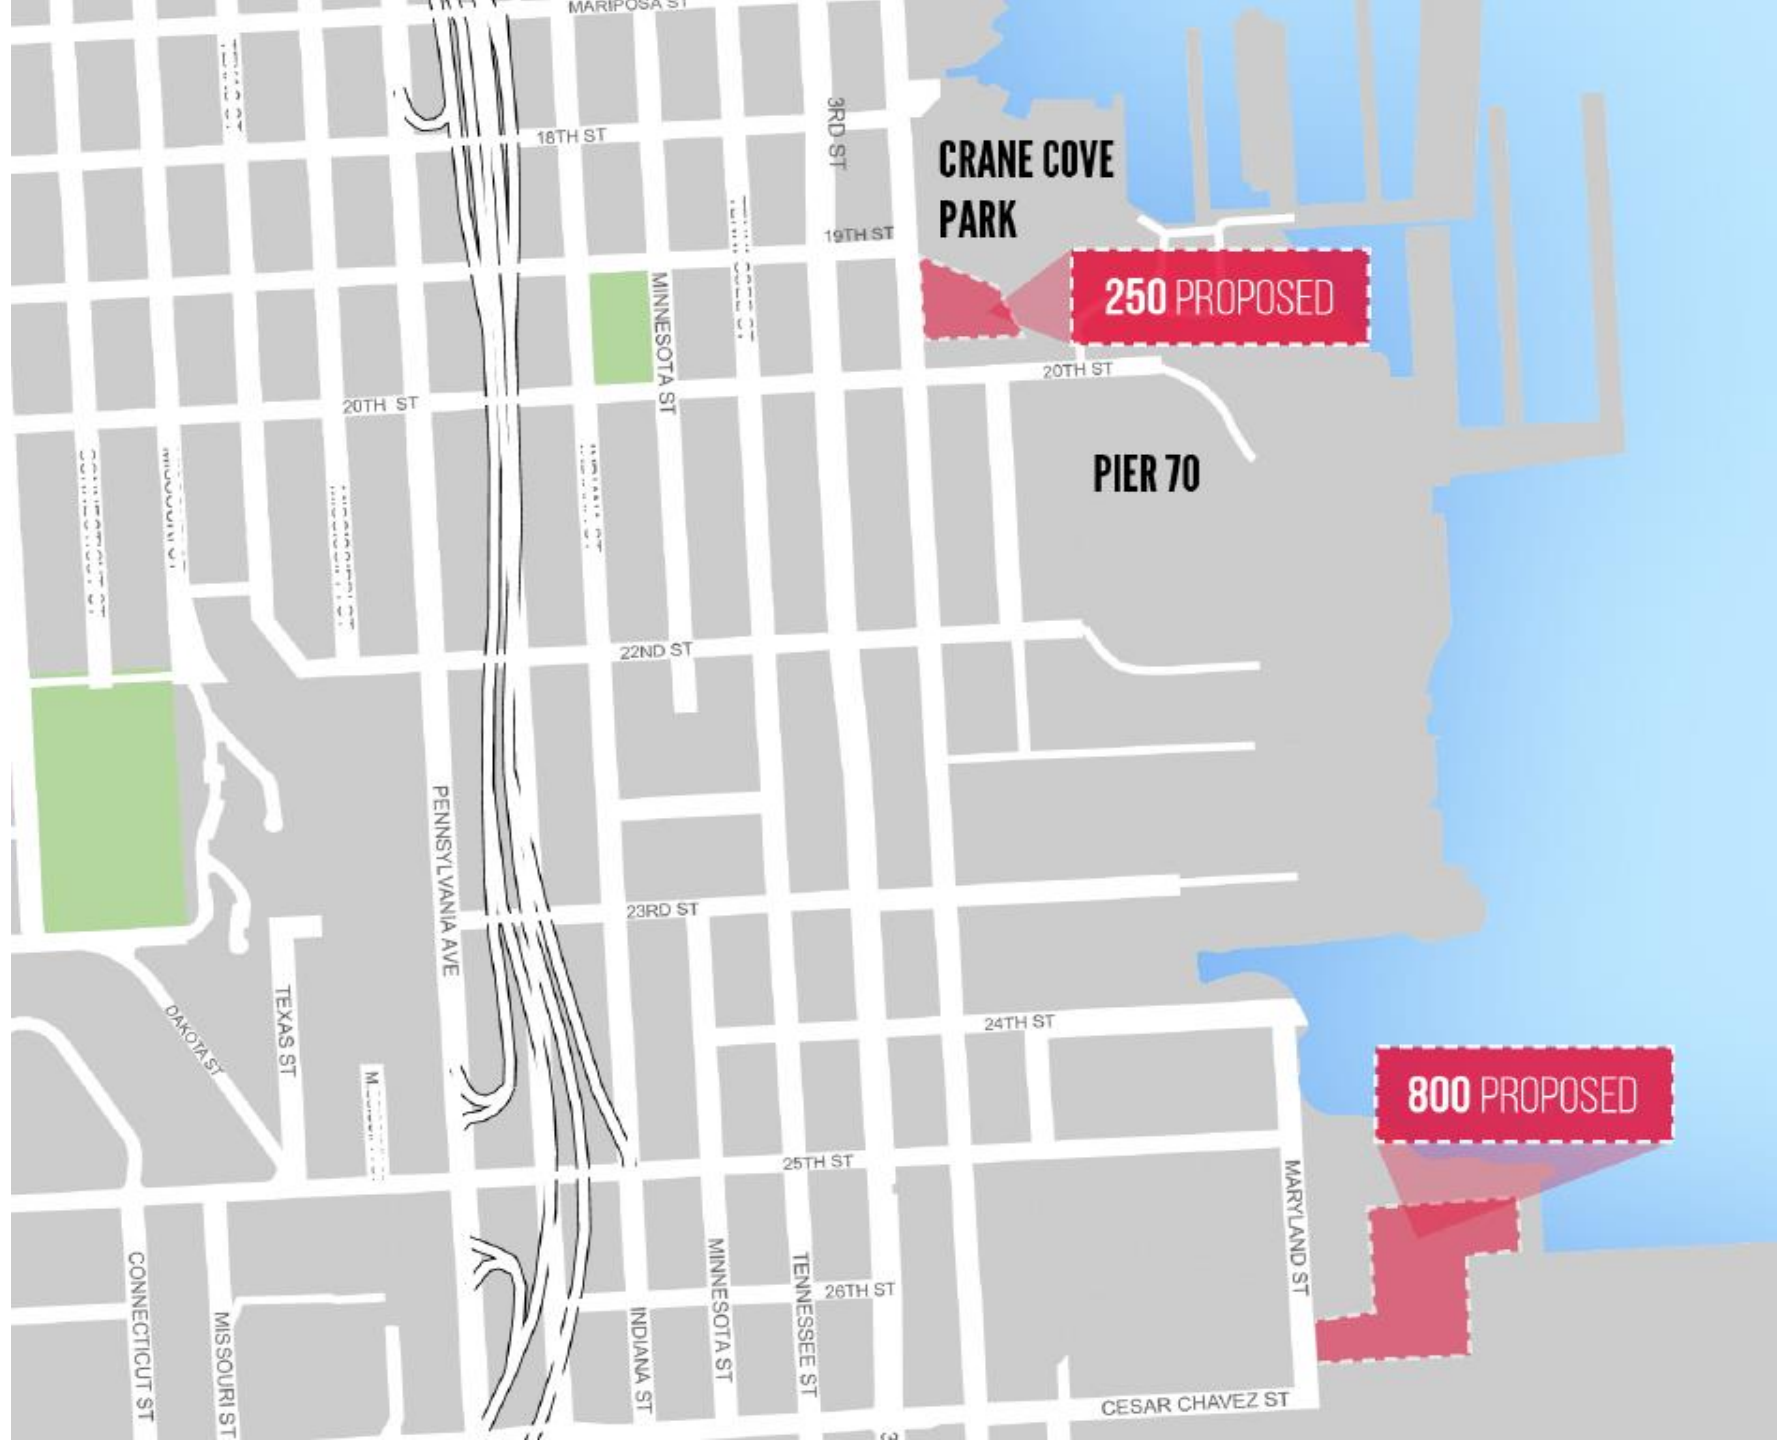 MARIPOSA ST
18TH ST
3RD ST
CRANE COVE
PARK
19TH ST
250 PROPOSED
MINNESOTA ST
20TH ST
20TH ST
PIER 70
22ND ST
PENNSYLVANIA AVE
23RD ST
DAKOTA ST
TEXAS ST
24TH ST
800 PROPOSED
25TH ST
MARYLAND ST
CONNECTICUT ST
MISSOURI ST
INDIANA ST
MINNESOTA ST
TENNESSEE ST
26TH ST
CESAR CHAVEZ ST